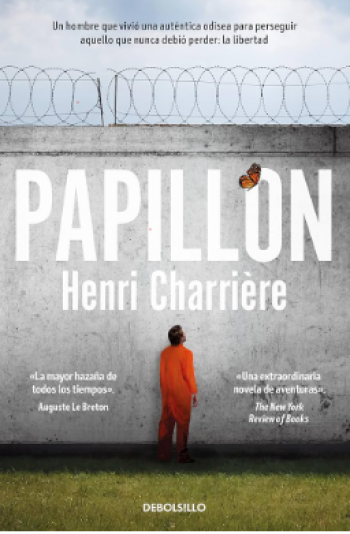 Un hombre que vivió una auténtica odisea para perseguir
aquello que nunca debió perder: la libertad
PAPILLON
Henri Charrière
«La mayor hazaña de
todos los tiempos».
Auguste Le Breton
«Una extraordinaria
novela de aventuras».
The New York
Review of Books
DEBOLS!LLO